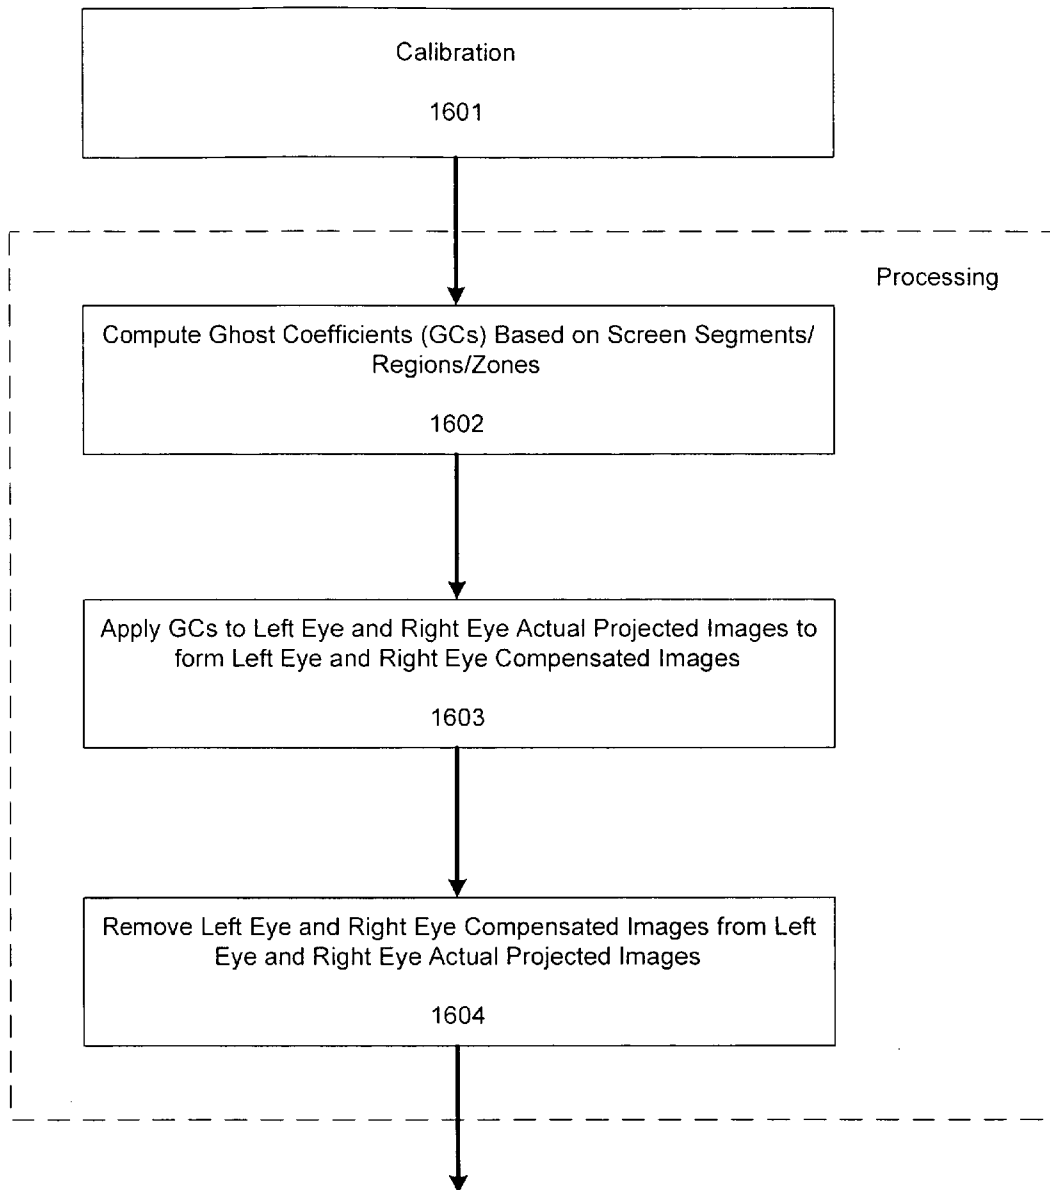 Calibration
1601
Processing
Compute Ghost Coefficients (GCs) Based on Screen Segments/
Regions/Zones
1602
Apply GCs to Left Eye and Right Eye Actual Projected Images to
form Left Eye and Right Eye Compensated Images
1603
Remove Left Eye and Right Eye Compensated Images from Left
Eye and Right Eye Actual Projected Images
1604